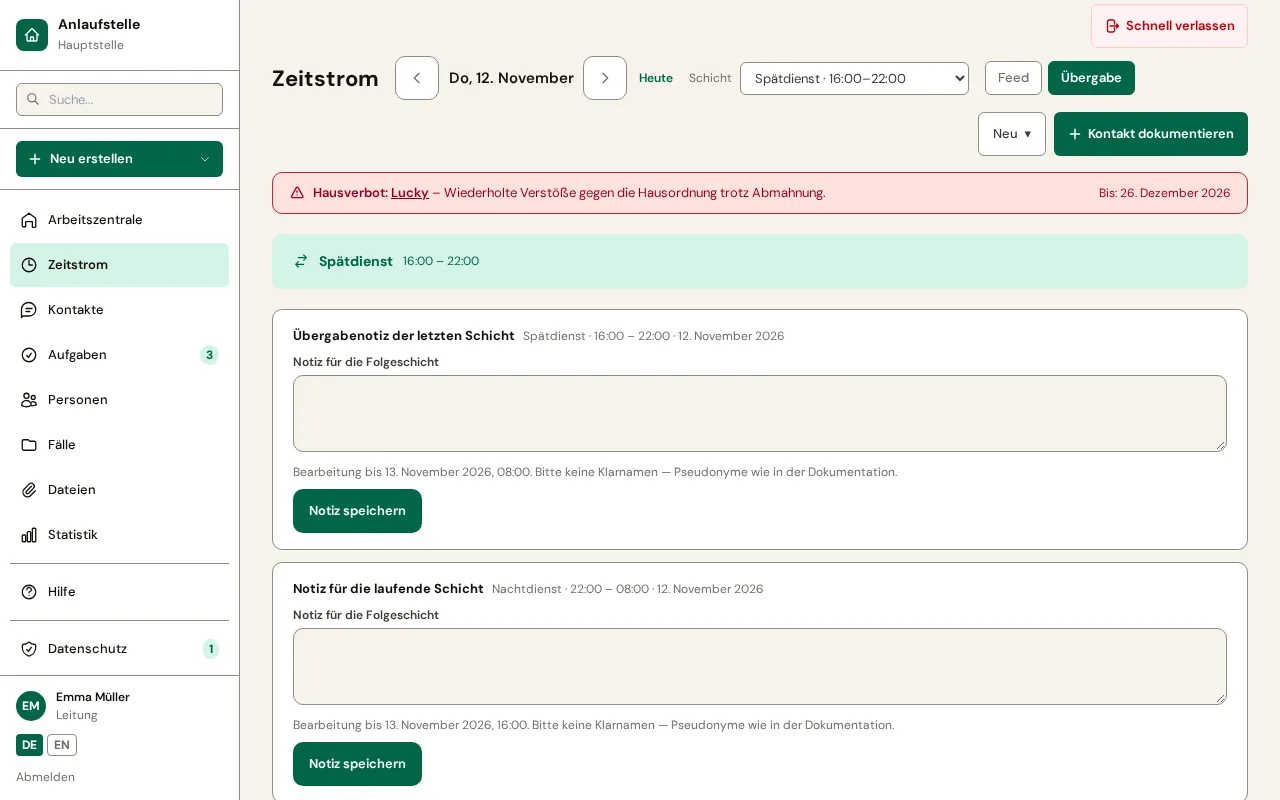 Anlaufstelle
Hauptstelle
Suche...
Neu erstellen
Arbeitszentrale
Zeitstrom
Kontakte
Aufgaben 3
Personen
Fälle
Dateien
Statistik
Hilfe
Datenschutz 1
EM
Emma Müller
Leitung
DE EN
Abmelden
Schnell verlassen
Zeitstrom Do, 12. November Heute Schicht Spätdienst · 16:00–22:00 Feed Übergabe
Neu ▾ Kontakt dokumentieren
Hausverbot: Lucky – Wiederholte Verstöße gegen die Hausordnung trotz Abmahnung. Bis: 26. Dezember 2026
Spätdienst 16:00 – 22:00
Übergabenotiz der letzten Schicht Spätdienst · 16:00 – 22:00 · 12. November 2026
Notiz für die Folgeschicht
Bearbeitung bis 13. November 2026, 08:00. Bitte keine Klarnamen — Pseudonyme wie in der Dokumentation.
Notiz speichern
Notiz für die laufende Schicht Nachtdienst · 22:00 – 08:00 · 12. November 2026
Notiz für die Folgeschicht
Bearbeitung bis 13. November 2026, 16:00. Bitte keine Klarnamen — Pseudonyme wie in der Dokumentation.
Notiz speichern